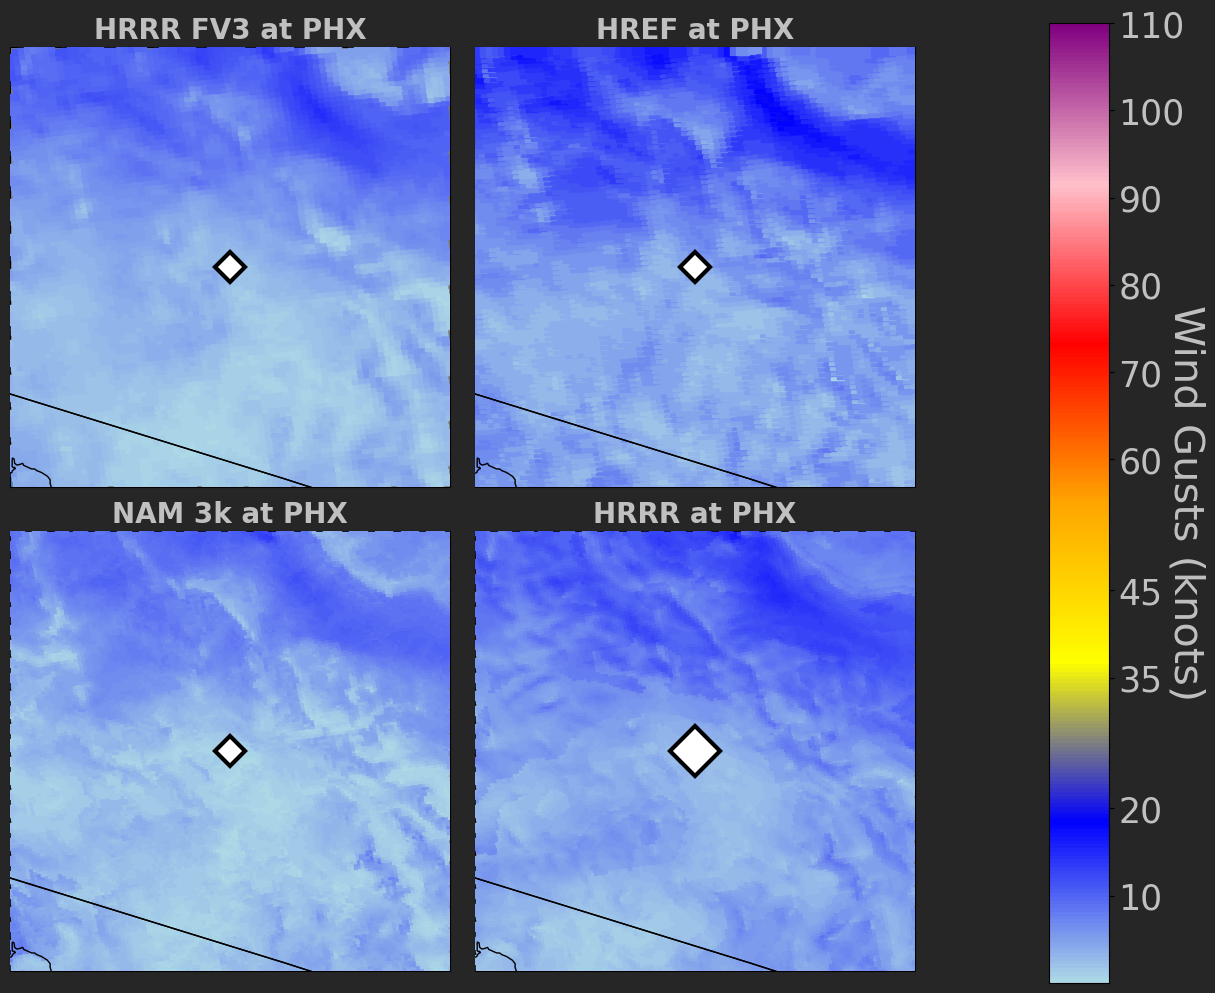 HRRR FV3 at PHX
HREF at PHX
NAM 3k at PHX
HRRR at PHX
110
100
90
80
70
60
45
35
20
10
Wind Gusts (knots)